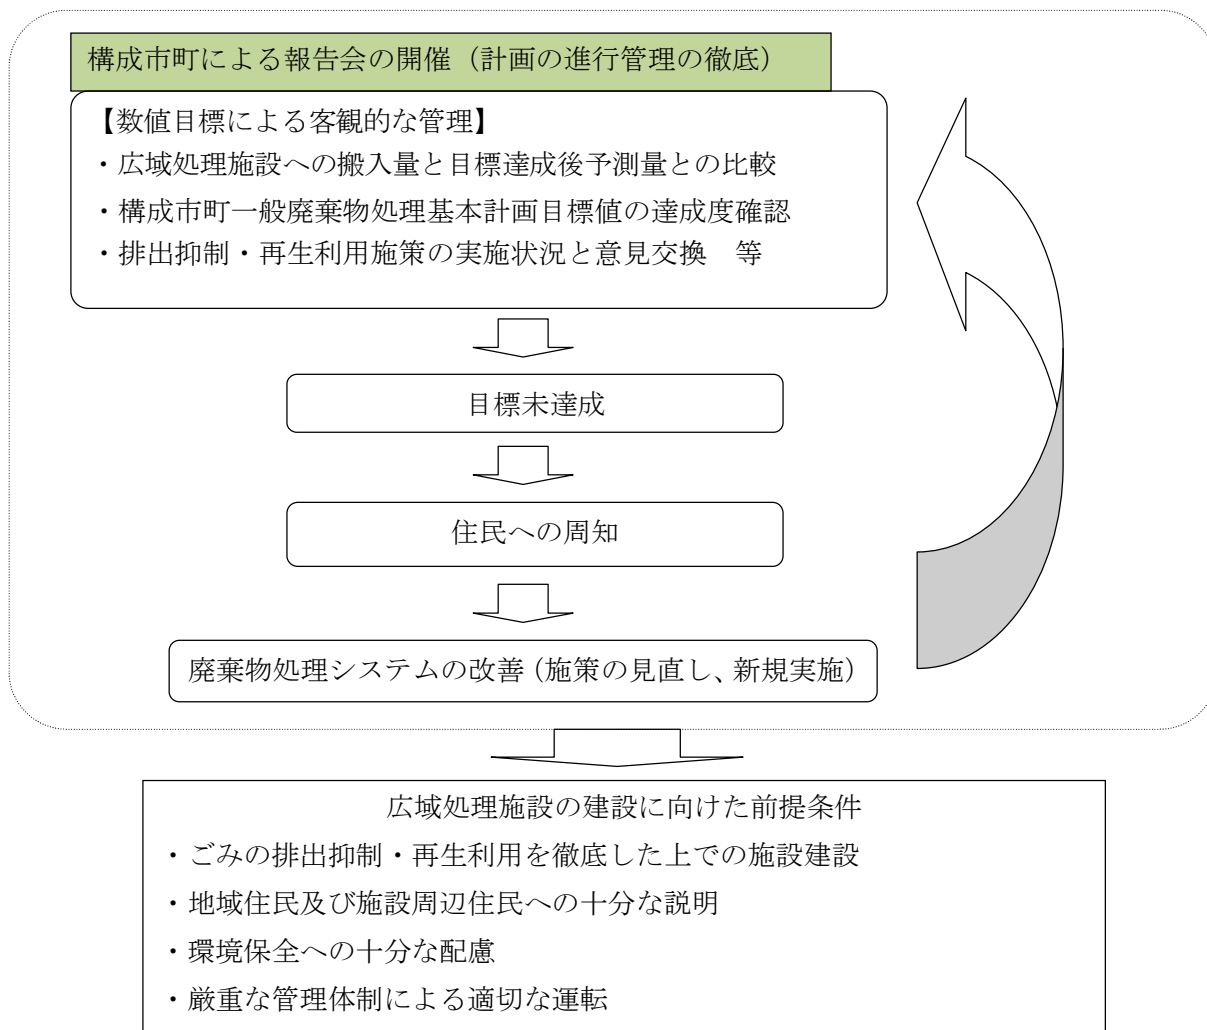 構成市町による報告会の開催（計画の進行管理の徹底）
【数値目標による客観的な管理】
・広域処理施設への搬入量と目標達成後予測量との比較
・構成市町一般廃棄物処理基本計画目標値の達成度確認
・排出抑制・再生利用施策の実施状況と意見交換　等
目標未達成
住民への周知
廃棄物処理システムの改善（施策の見直し、新規実施）
広域処理施設の建設に向けた前提条件
・ごみの排出抑制・再生利用を徹底した上での施設建設
・地域住民及び施設周辺住民への十分な説明
・環境保全への十分な配慮
・厳重な管理体制による適切な運転